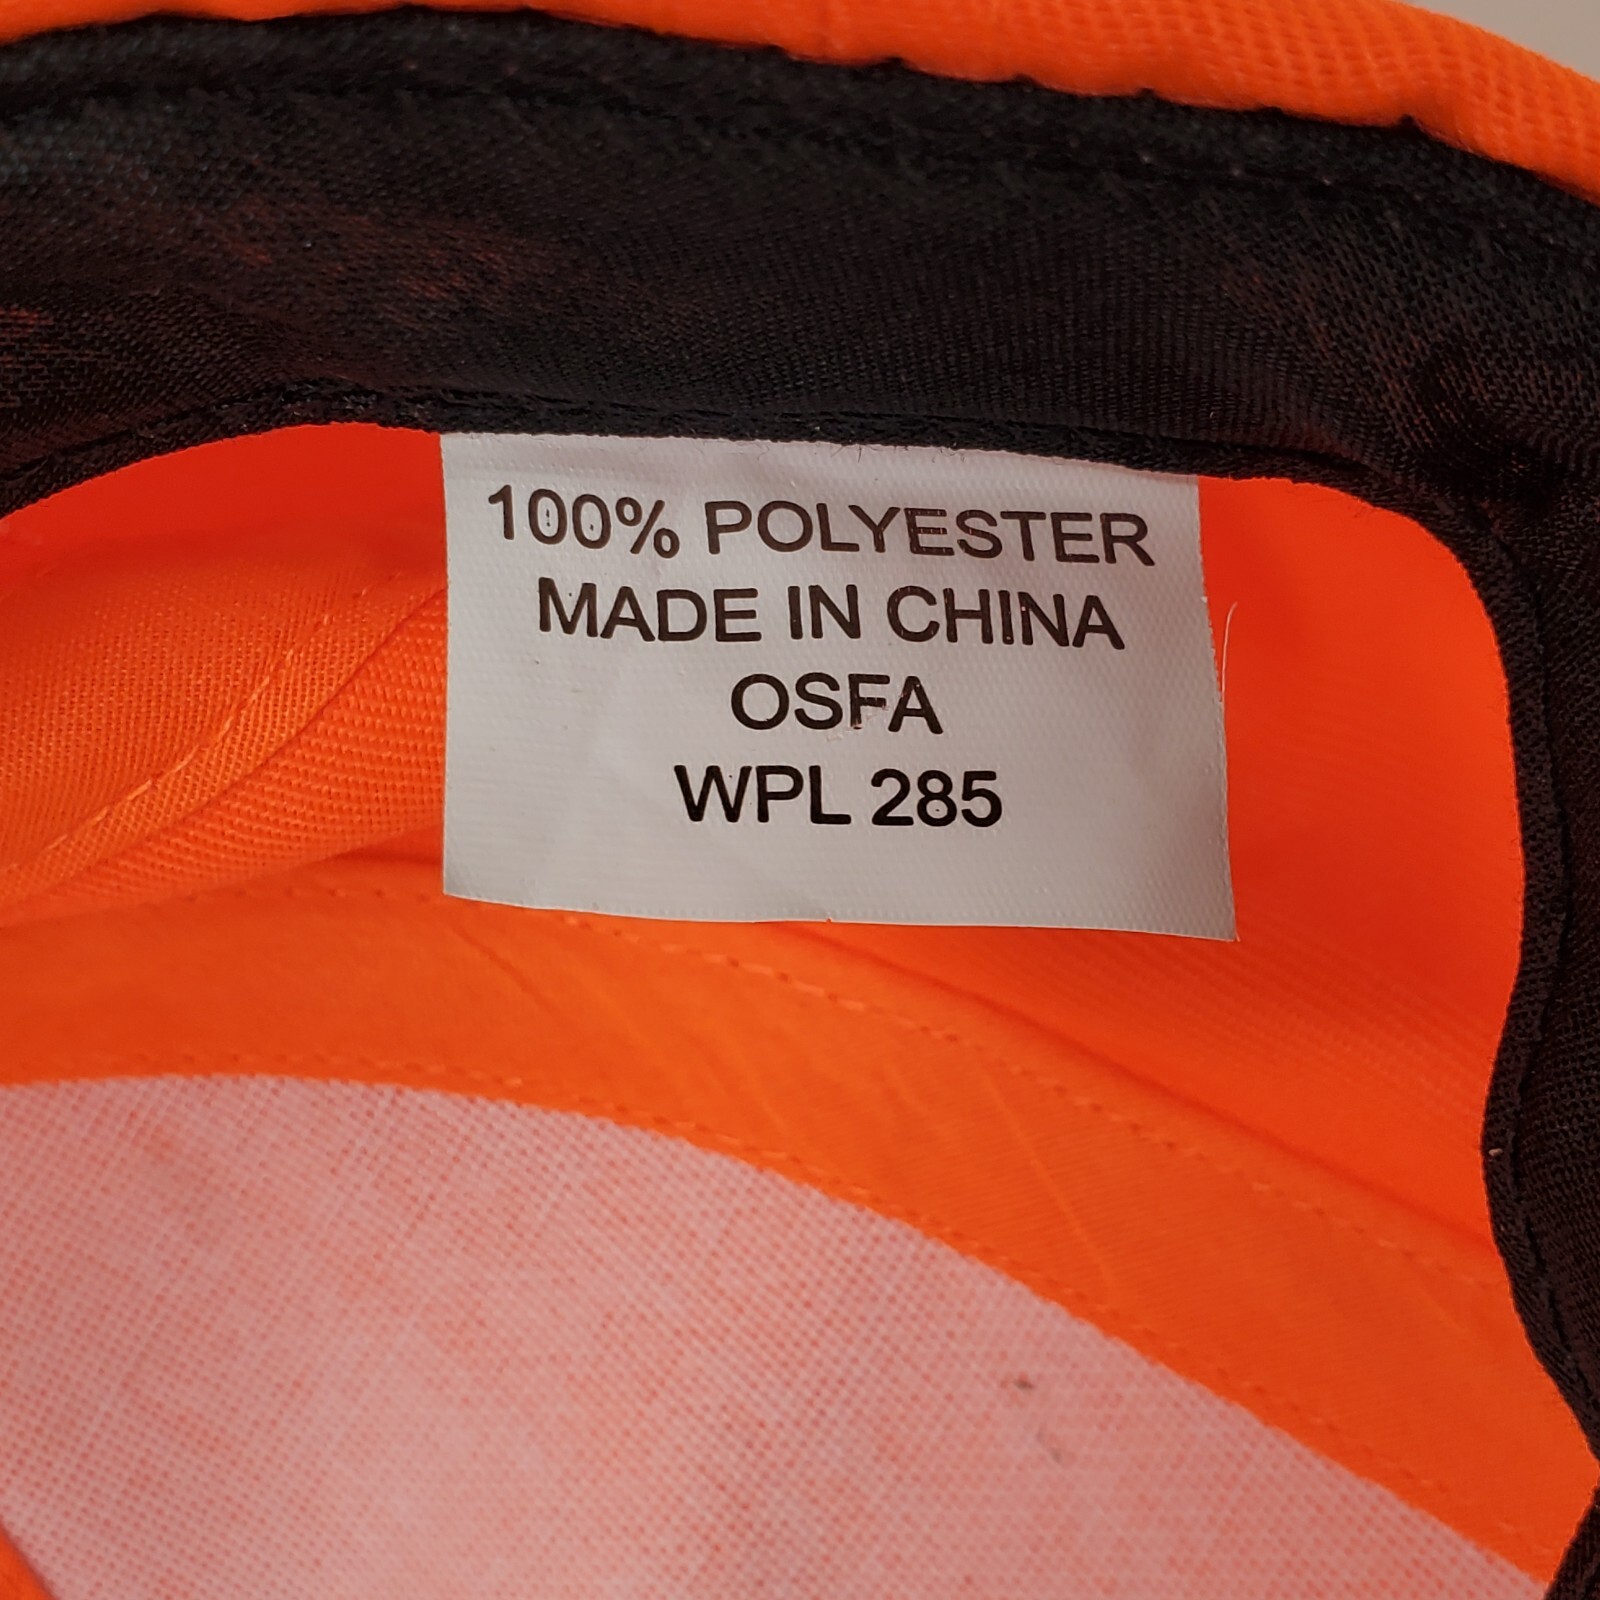 100% POLYESTER
MADE IN CHINA
OSFA
WPL 285